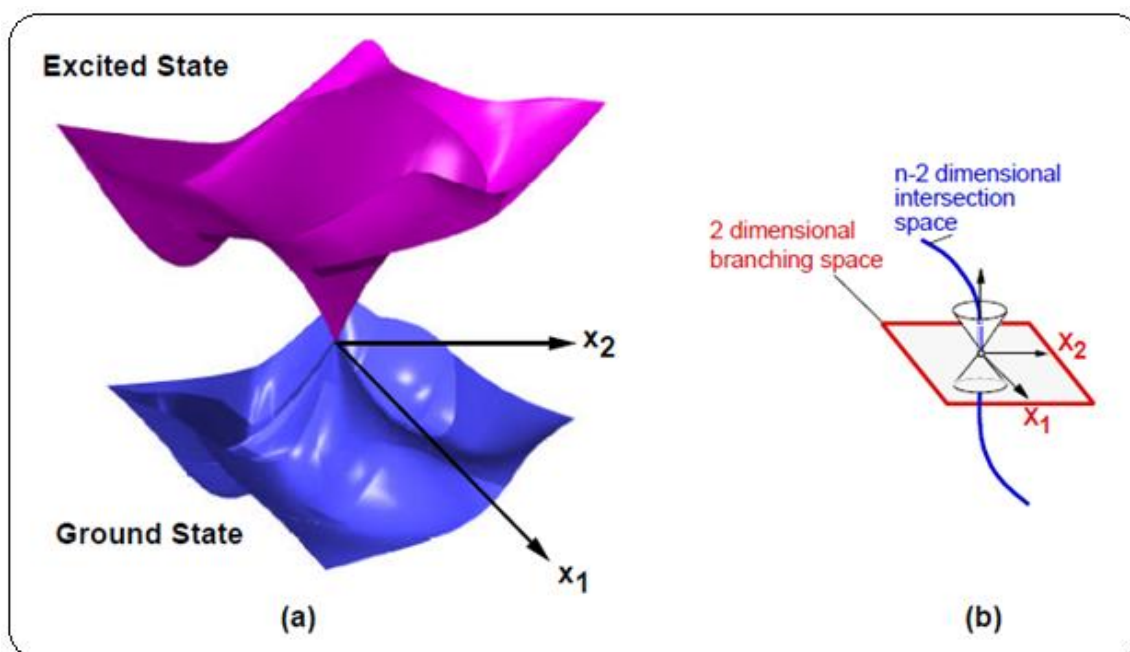 Excited State
x2
Ground State
x1
(a)
n-2 dimensional
intersection
space
2 dimensional
branching space
X2
X1
(b)